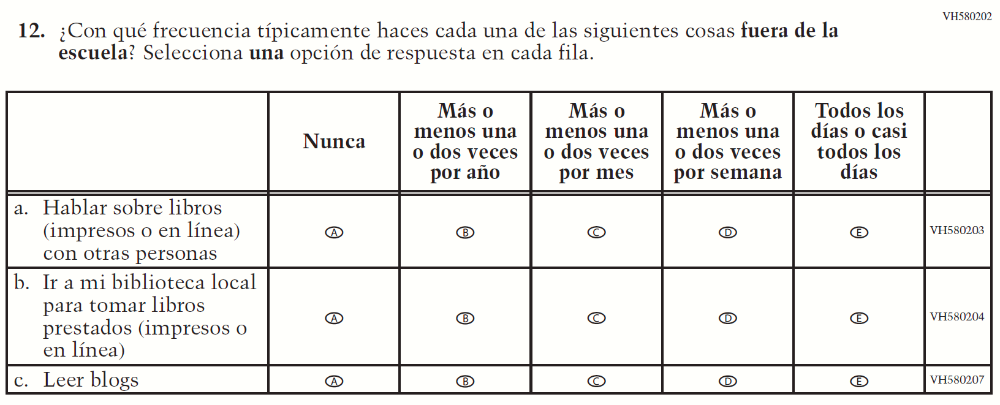 VH580202
12. ¿Con qué frecuencia típicamente haces cada una de las siguientes cosas fuera de la
escuela? Selecciona una opción de respuesta en cada fila.
Nunca
Más o
menos una
o dos veces
por año
Más o
menos una
o dos veces
por mes
Más o
menos una
o dos veces
por semana
Todos los
días o casi
todos los
días
a. Hablar sobre libros
(impresos o en línea)
con otras personas
A B C D E VH580203
b. Ir a mi biblioteca local
para tomar libros
prestados (impresos o
en línea)
A B C D E VH580204
c. Leer blogs A B C D E VH580207